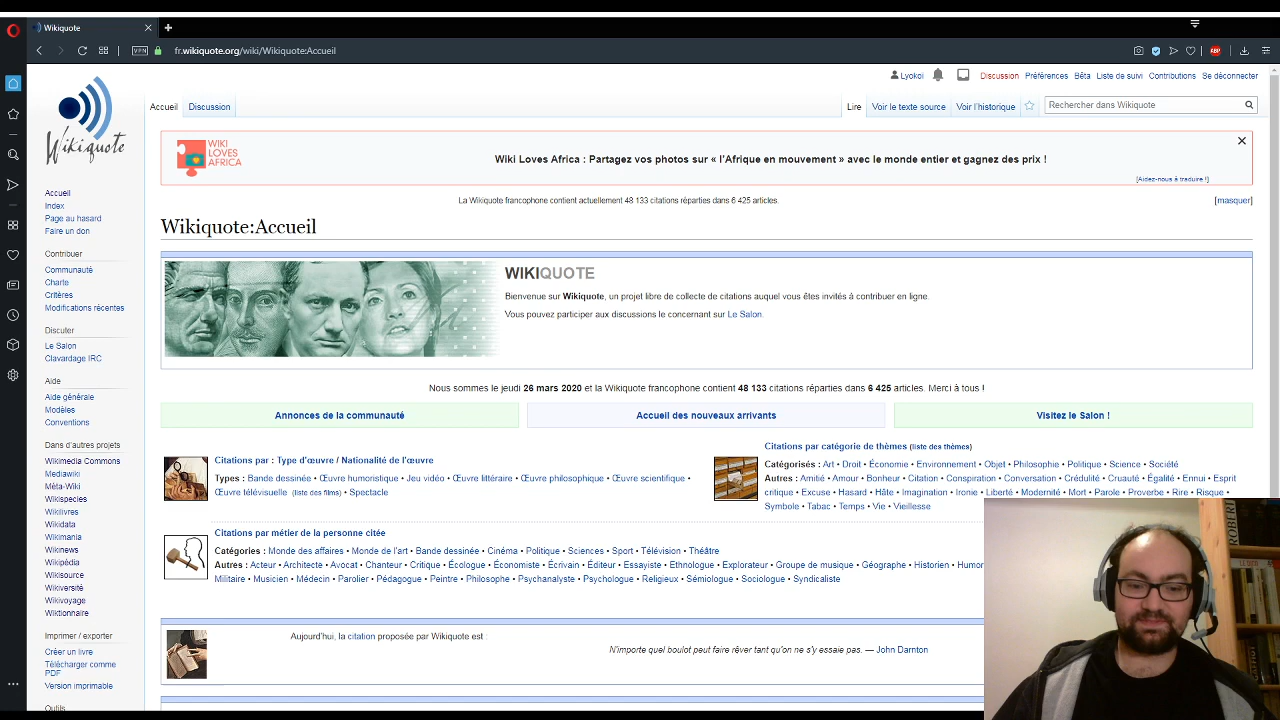 Wikiquote
VPN
fr.wikiquote.org/wiki/Wikiquote:Accueil
ABP
Lyokoi Discussion Préférences Bêta Liste de suivi Contributions Se déconnecter
Accueil Discussion Lire Voir le texte source Voir l'historique Rechercher dans Wikiquote
Wikiquote
WIKI
LOVES
AFRICA
Wiki Loves Africa : Partagez vos photos sur « l'Afrique en mouvement » avec le monde entier et gagnez des prix !
[Aidez-nous à traduire !]
La Wikiquote francophone contient actuellement 48 133 citations réparties dans 6 425 articles. [masquer]
Wikiquote:Accueil
WIKIQUOTE
Bienvenue sur Wikiquote, un projet libre de collecte de citations auquel vous êtes invités à contribuer en ligne.
Vous pouvez participer aux discussions le concernant sur Le Salon.
Nous sommes le jeudi 26 mars 2020 et la Wikiquote francophone contient 48 133 citations réparties dans 6 425 articles. Merci à tous !
Annonces de la communauté Accueil des nouveaux arrivants Visitez le Salon !
Citations par : Type d'œuvre / Nationalité de l'œuvre
Types : Bande dessinée • Œuvre humoristique • Jeu vidéo • Œuvre littéraire • Œuvre philosophique • Œuvre scientifique •
Œuvre télévisuelle (liste des films) • Spectacle
Citations par catégorie de thèmes (liste des thèmes)
Catégorisés : Art • Droit • Économie • Environnement • Objet • Philosophie • Politique • Science • Société
Autres : Amitié • Amour • Bonheur • Citation • Conspiration • Conversation • Crédulité • Cruauté • Égalité • Ennui • Esprit
critique • Excuse • Hasard • Hâte • Imagination • Ironie • Liberté • Modernité • Mort • Parole • Proverbe • Rire • Risque •
Symbole • Tabac • Temps • Vie • Vieillesse
Citations par métier de la personne citée
Catégories : Monde des affaires • Monde de l'art • Bande dessinée • Cinéma • Politique • Sciences • Sport • Télévision • Théâtre
Autres : Acteur • Architecte • Avocat • Chanteur • Critique • Écologue • Économiste • Écrivain • Éditeur • Essayiste • Ethnologue • Explorateur • Groupe de musique • Géographe • Historien • Humor
Militaire • Musicien • Médecin • Parolier • Pédagogue • Peintre • Philosophe • Psychanalyste • Psychologue • Religieux • Sémiologue • Sociologue • Syndicaliste
Aujourd'hui, la citation proposée par Wikiquote est :
N'importe quel boulot peut faire rêver tant qu'on ne s'y essaie pas. — John Darnton
Accueil
Index
Page au hasard
Faire un don
Contribuer
Communauté
Charte
Critères
Modifications récentes
Discuter
Le Salon
Clavardage IRC
Aide
Aide générale
Modèles
Conventions
Dans d'autres projets
Wikimedia Commons
Mediawiki
Méta-Wiki
Wikispecies
Wikilivres
Wikidata
Wikimania
Wikinews
Wikipédia
Wikisource
Wikiversité
Wikivoyage
Wiktionnaire
Imprimer / exporter
Créer un livre
Télécharger comme
PDF
Version imprimable
Outils